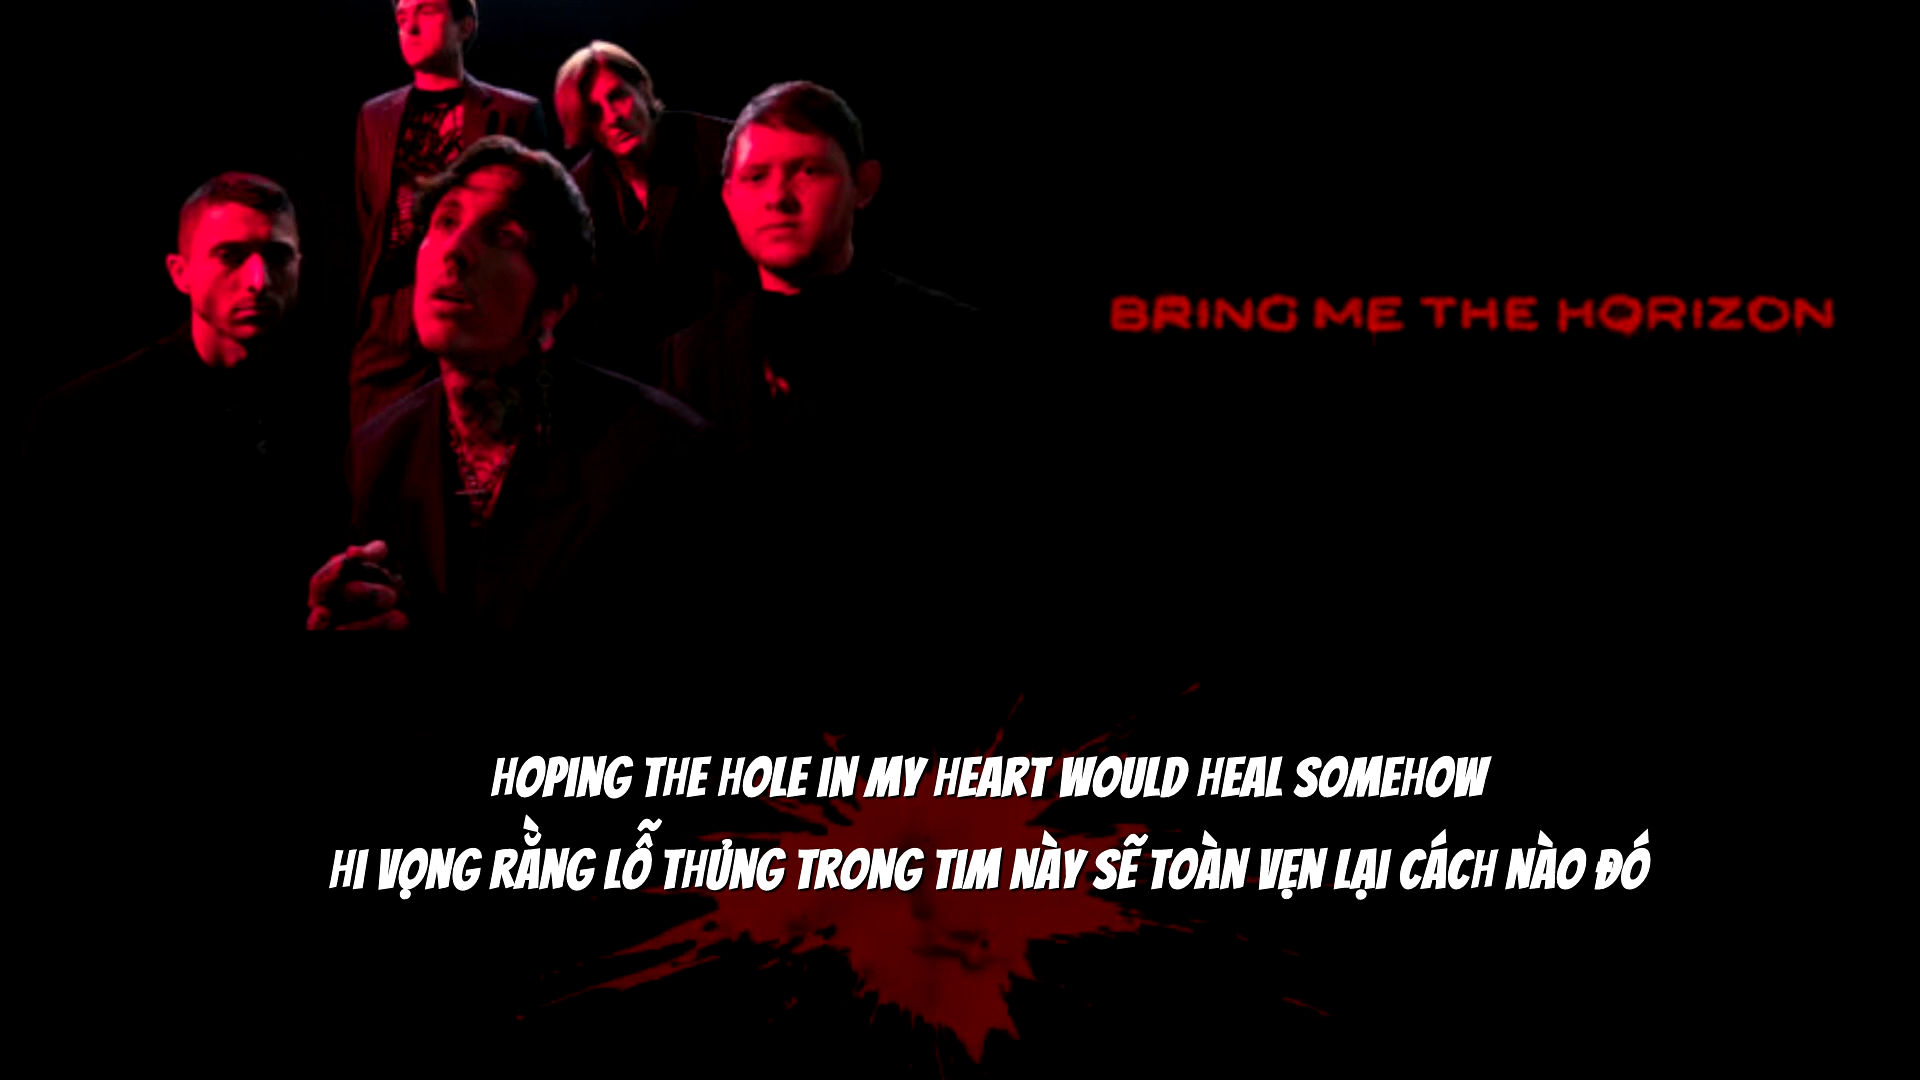 BRING ME THE HORIZON
HOPING THE HOLE IN MY HEART WOULD HEAL SOMEHOW
HI VỌNG RẰNG LỖ THỦNG TRONG TIM NÀY SẼ TOÀN VẸN LẠI CÁCH NÀO ĐÓ